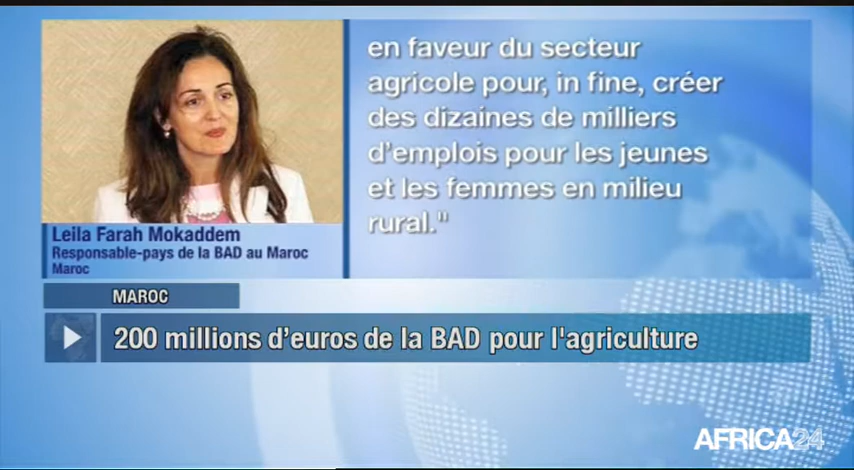 en faveur du secteur
agricole pour, in fine, créer
des dizaines de milliers
d'emplois pour les jeunes
et les femmes en milieu
rural."
Leila Farah Mokaddem
Responsable-pays de la BAD au Maroc
Maroc
MAROC
200 millions d'euros de la BAD pour l'agriculture
AFRICA24